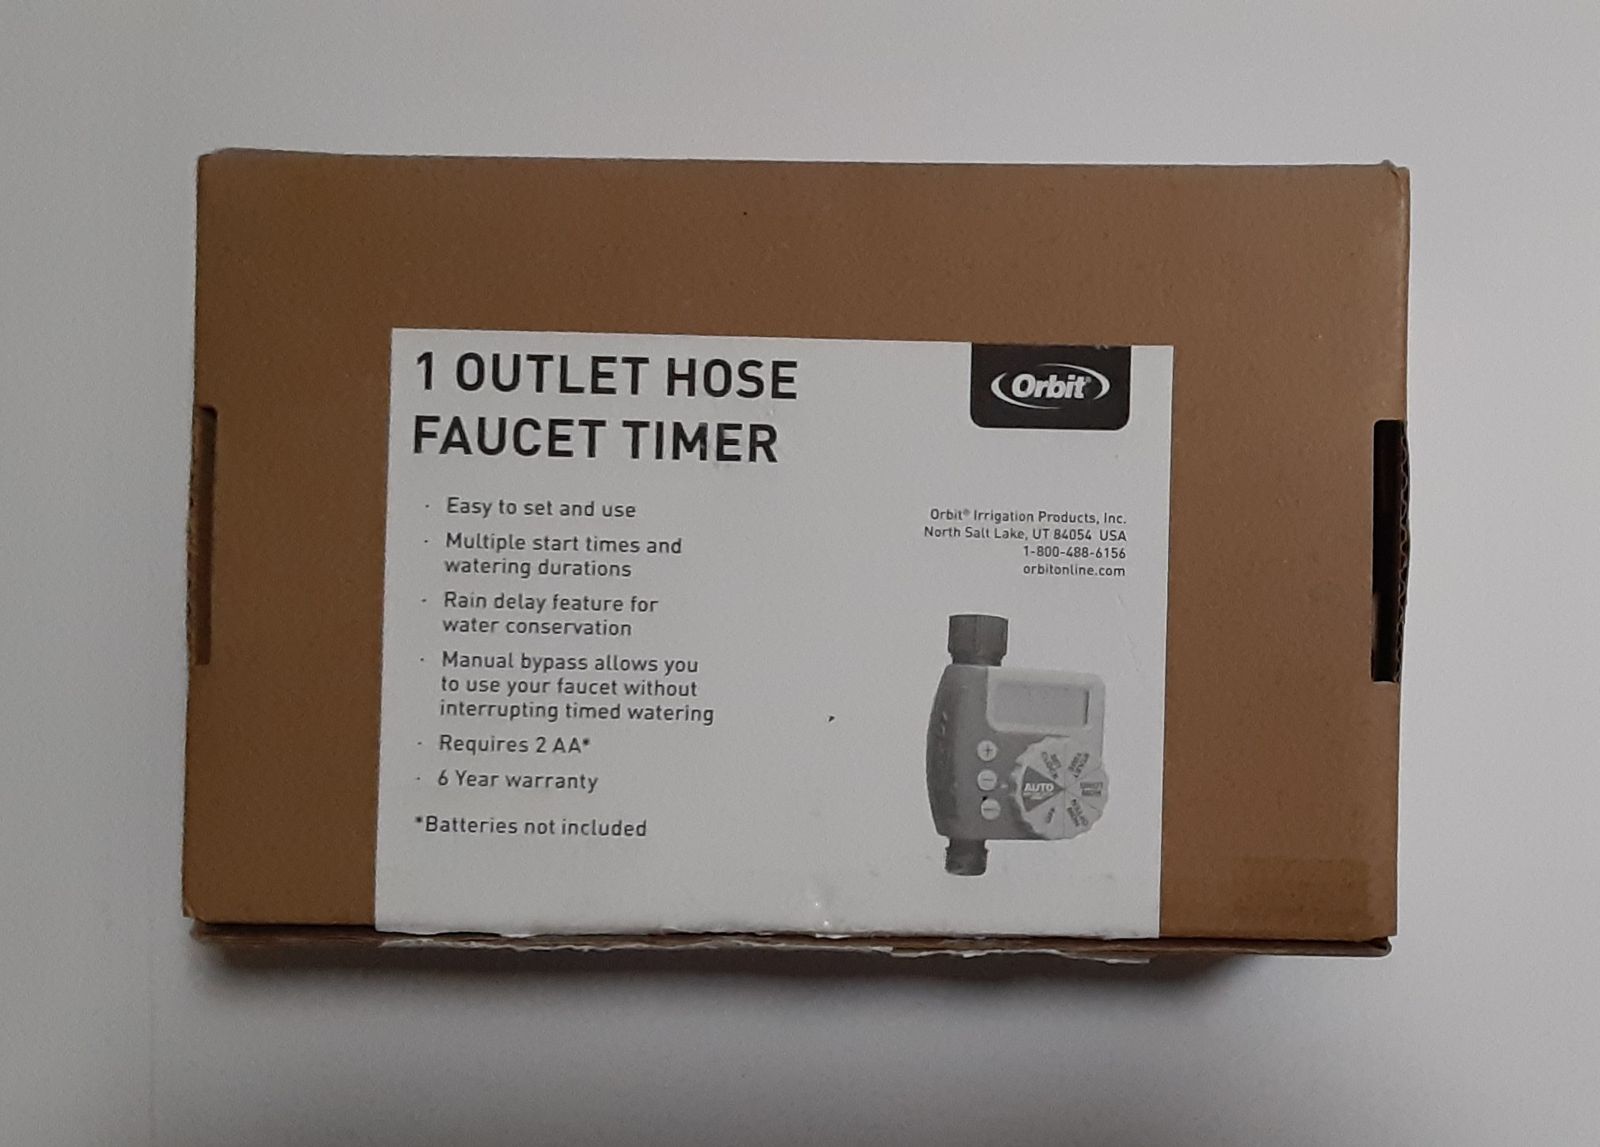 1 OUTLET HOSE
FAUCET TIMER
· Easy to set and use
· Multiple start times and
watering durations
· Rain delay feature for
water conservation
· Manual bypass allows you
to use your faucet without
interrupting timed watering
· Requires 2 AA*
· 6 Year warranty
*Batteries not included
Orbit®
Orbit® Irrigation Products, Inc.
North Salt Lake, UT 84054 USA
1-800-488-6156
orbitonline.com
AUTO